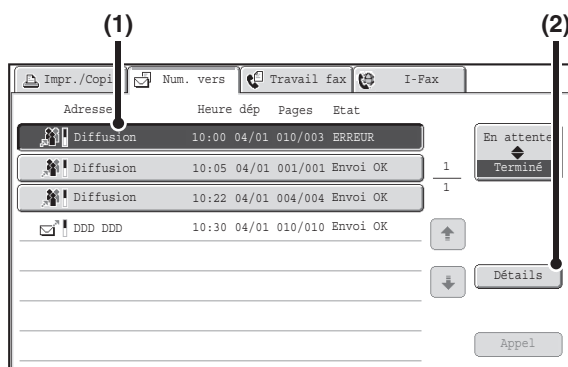 (1) (2)
Impr./Copi Num. vers Travail fax I-Fax
Adresse Heure dép Pages Etat
Diffusion 10:00 04/01 010/003 ERREUR
En attente
Diffusion 10:05 04/01 001/001 Envoi OK
1
Terminé
1
Diffusion 10:22 04/01 004/004 Envoi OK
DDD DDD 10:30 04/01 010/010 Envoi OK
Détails
Appel